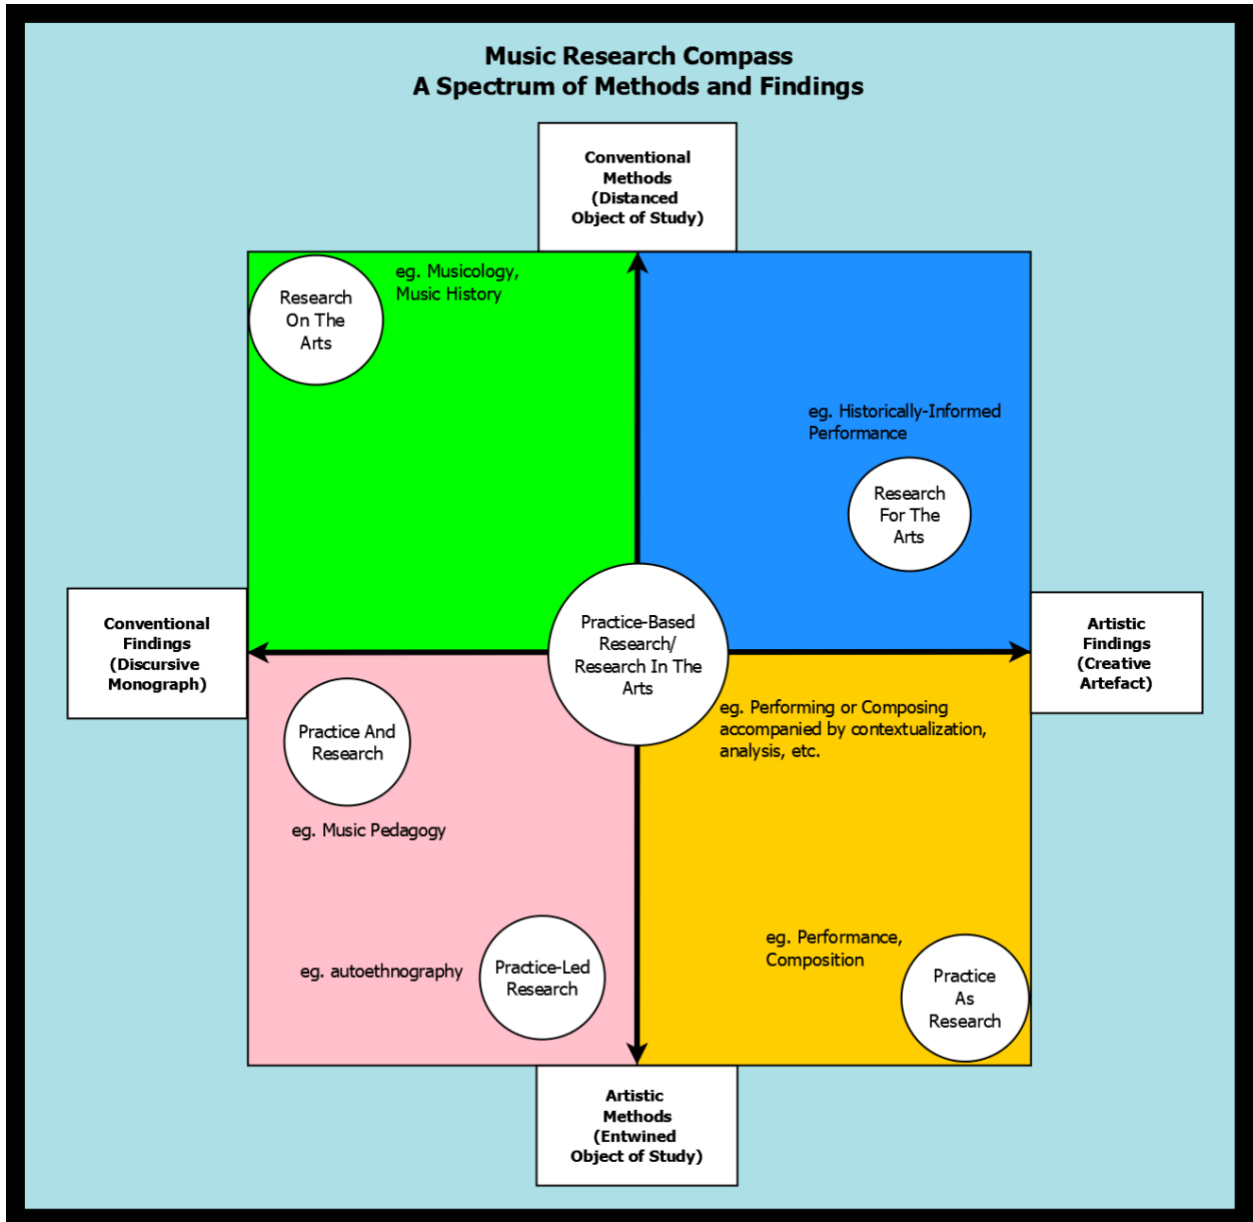 Music Research Compass
A Spectrum of Methods and Findings
Conventional
Methods
(Distanced
Object of Study)
Research
On The
Arts
eg. Musicology,
Music History
eg. Historically-Informed
Performance
Research
For The
Arts
Conventional
Findings
(Discursive
Monograph)
Practice-Based
Research/
Research In The
Arts
Artistic
Findings
(Creative
Artefact)
Practice And
Research
eg. Music Pedagogy
eg. Performing or Composing
accompanied by contextualization,
analysis, etc.
eg. autoethnography
Practice-Led
Research
eg. Performance,
Composition
Practice
As
Research
Artistic
Methods
(Entwined
Object of Study)